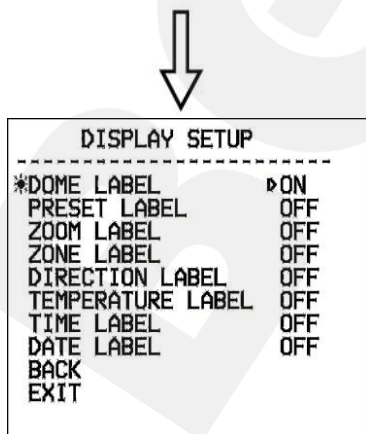 DISPLAY SETUP
--------------------------
☀DOME LABEL ▷ON
PRESET LABEL OFF
ZOOM LABEL OFF
ZONE LABEL OFF
DIRECTION LABEL OFF
TEMPERATURE LABEL OFF
TIME LABEL OFF
DATE LABEL OFF
BACK
EXIT